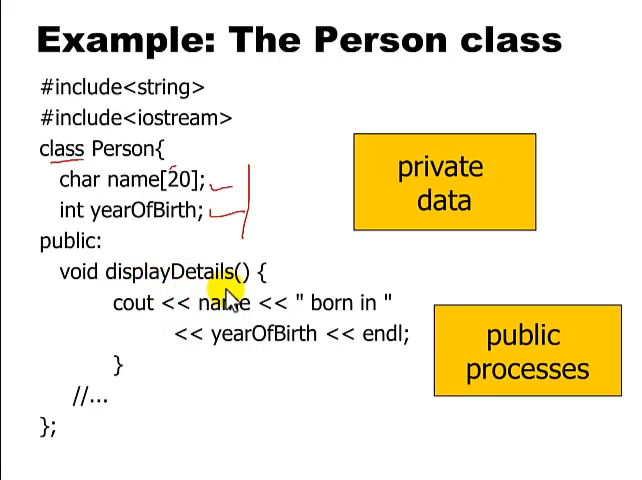 Example: The Person class
#include<string>
#include<iostream>
class Person{
char name[20];
int yearOfBirth;
public:
void displayDetails() {
cout << name << " born in "
<< yearOfBirth << endl;
}
//...
};
private
data
public
processes